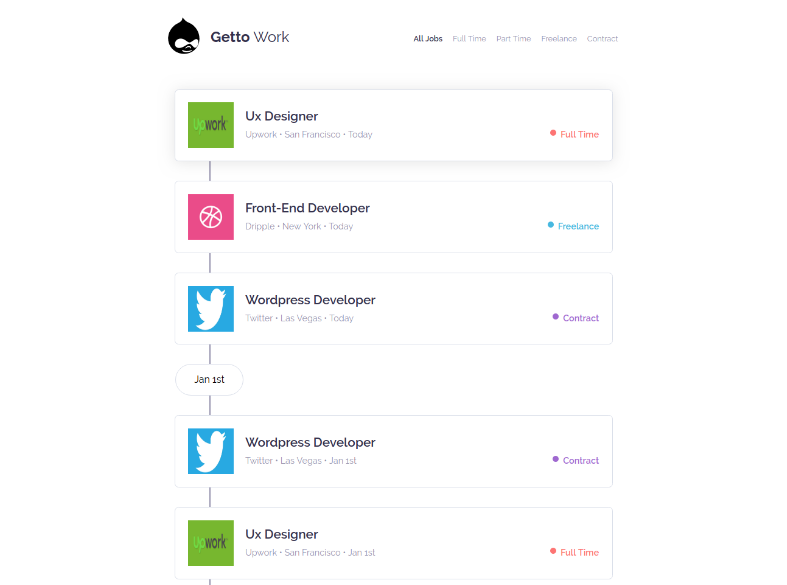 Getto Work
All Jobs Full Time Part Time Freelance Contract
Upwork
Ux Designer
Upwork • San Francisco • Today
Full Time
Front-End Developer
Dripple • New York • Today
Freelance
Wordpress Developer
Twitter • Las Vegas • Today
Contract
Jan 1st
Wordpress Developer
Twitter • Las Vegas • Jan 1st
Contract
Upwork
Ux Designer
Upwork • San Francisco • Jan 1st
Full Time